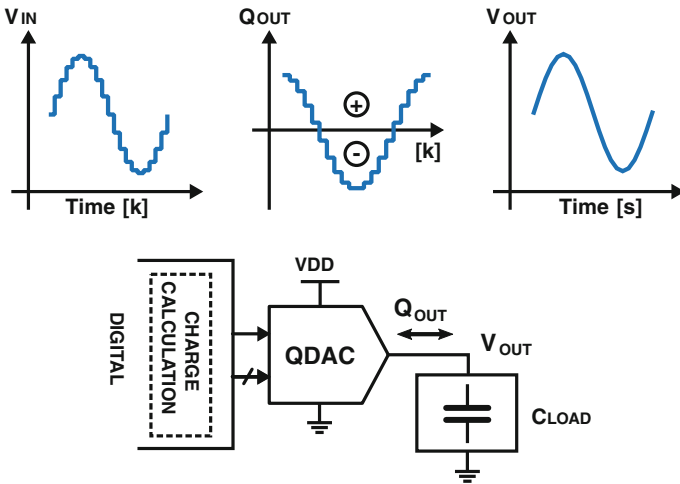 VIN
QOUT
VOUT
+
-
[k]
Time [k]
Time [s]
DIGITAL
CHARGE
CALCULATION
VDD
QDAC
QOUT
VOUT
CLOAD